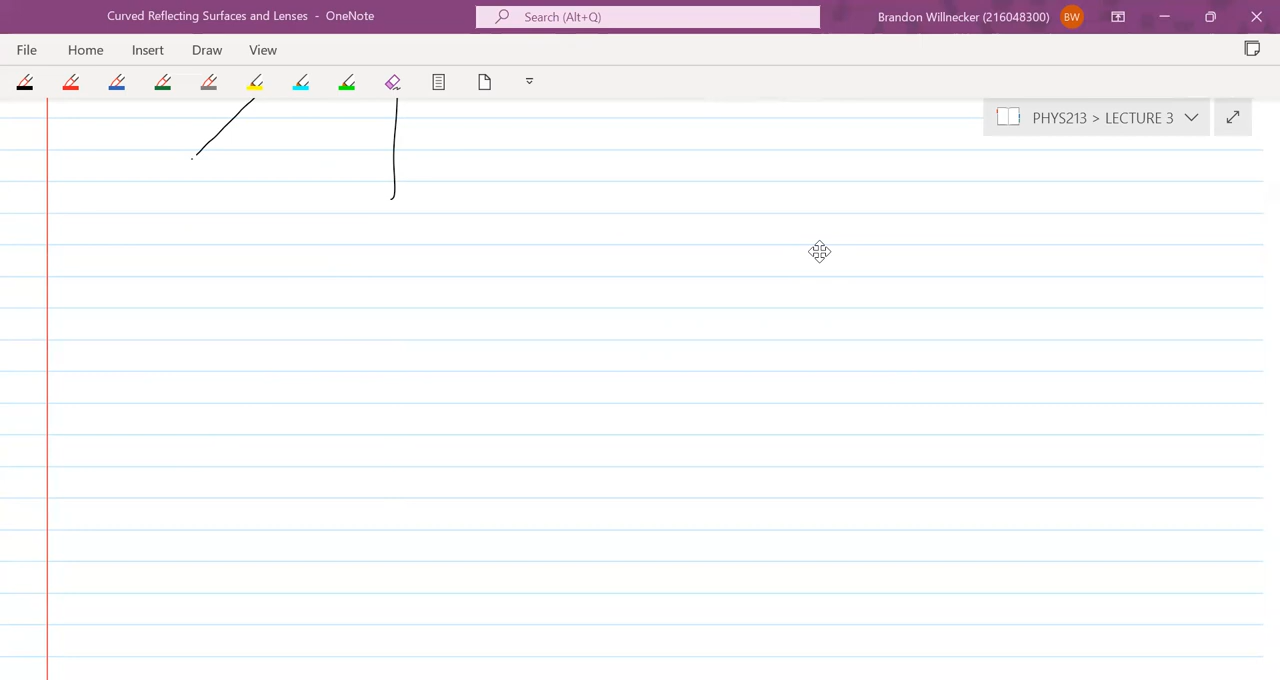 Curved Reflecting Surfaces and Lenses - OneNote
Search (Alt+Q)
Brandon Willnecker (216048300)
BW
File
Home
Insert
Draw
View
PHYS213 > LECTURE 3